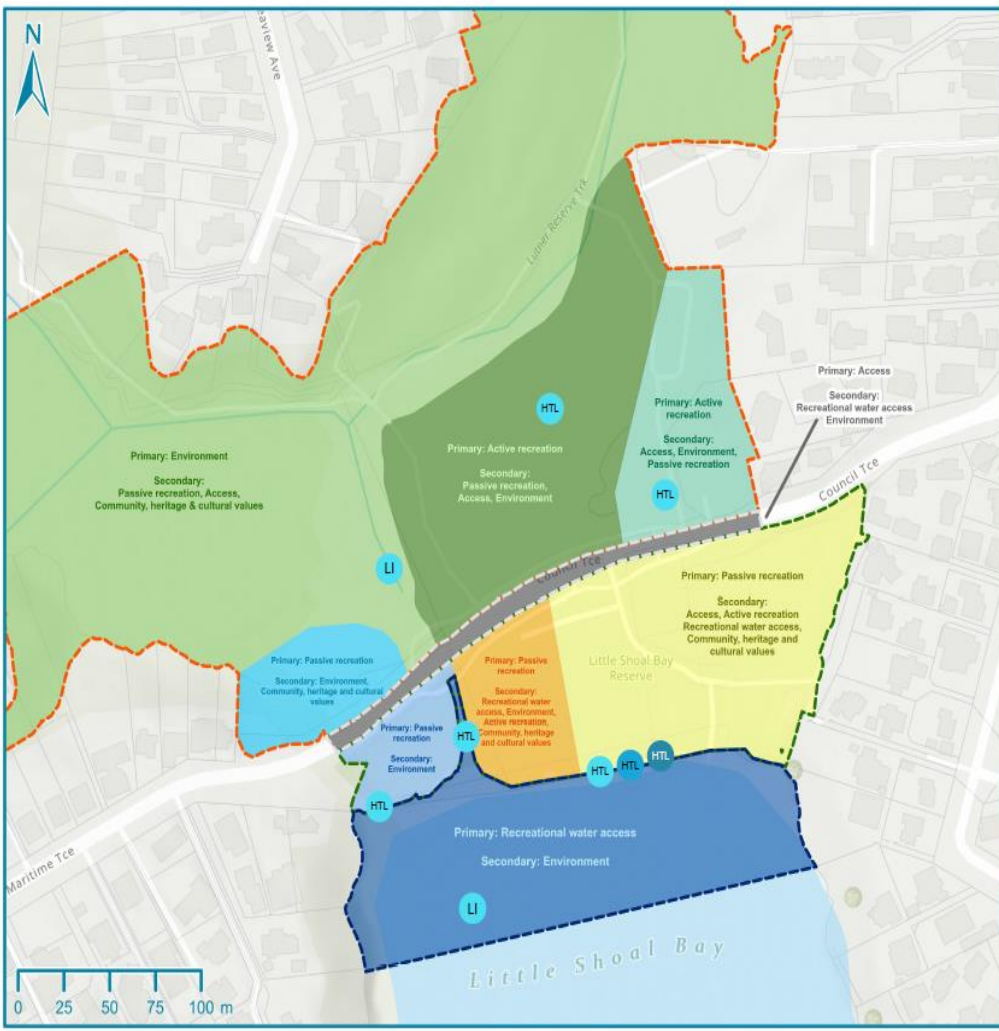 N
eaview Ave
Lutner Reserve Trk
HTL
Primary: Access
Secondary:
Recreational water access
Environment
Primary: Active
recreation
Secondary:
Access, Environment,
Passive recreation
HTL
Primary: Active recreation
Secondary:
Passive recreation,
Access, Environment
Primary: Environment
Secondary:
Passive recreation, Access,
Community, heritage & cultural values
Council Tce
LI
Council Tce
Primary: Passive recreation
Secondary:
Access, Active recreation
Recreational water access,
Community, heritage and
cultural values
Little Shoal Bay
Reserve
Primary: Passive recreation
Secondary: Environment,
Community, heritage and cultural
values
Primary: Passive
recreation
Secondary:
Recreational water
access, Environment,
Active recreation,
Community, heritage
and cultural values
Primary: Passive
recreation
Secondary:
Environment
HTL
HTL
HTL
HTL
HTL
Maritime Tce
Primary: Recreational water access
Secondary: Environment
LI
Little Shoal Bay
0 25 50 75 100 m